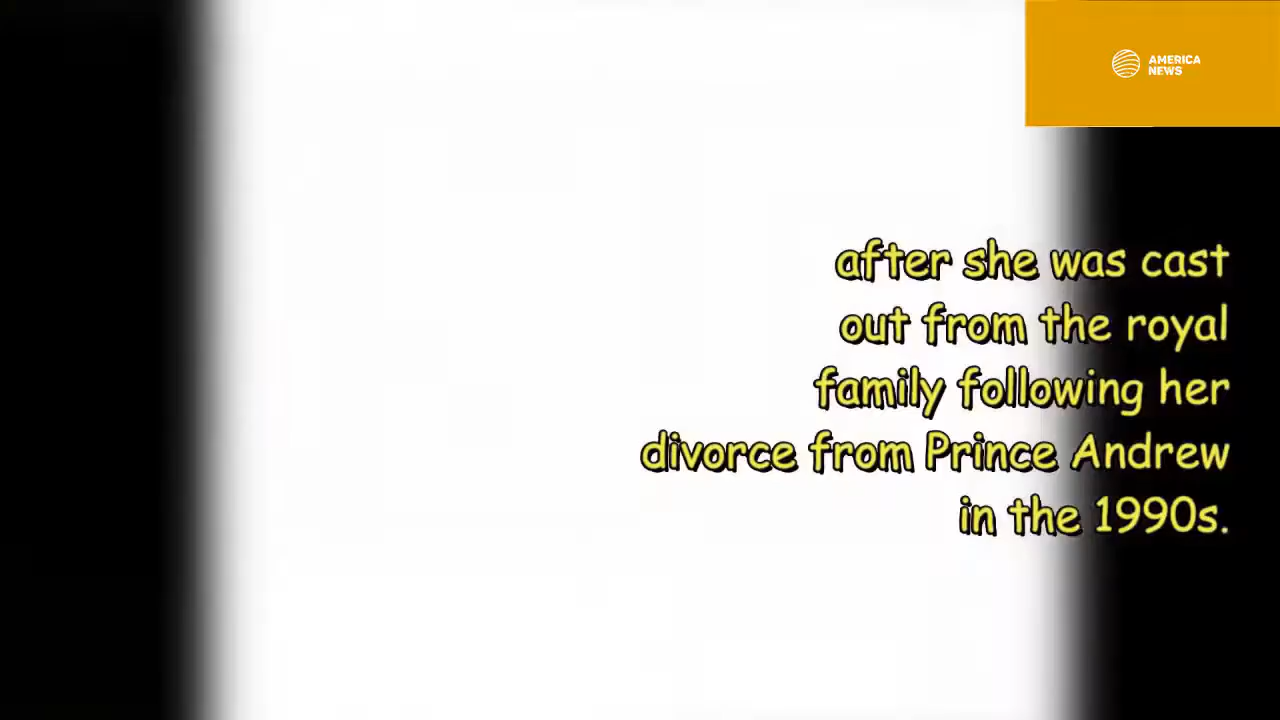 AMERICA
NEWS
after she was cast
out from the royal
family following her
divorce from Prince Andrew
in the 1990s.